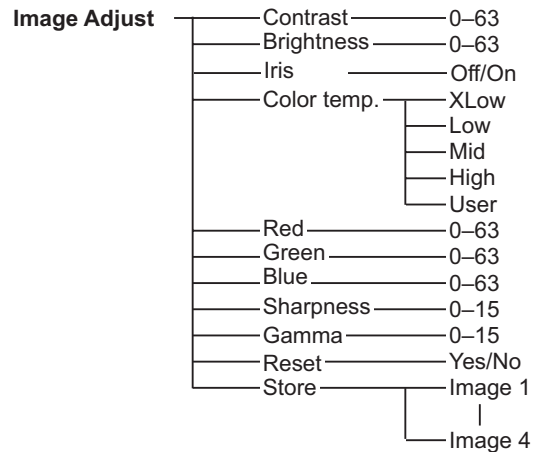 Image Adjust Contrast 0–63
Brightness 0–63
Iris Off/On
Color temp. XLow
Low
Mid
High
User
Red 0–63
Green 0–63
Blue 0–63
Sharpness 0–15
Gamma 0–15
Reset Yes/No
Store Image 1
Image 4